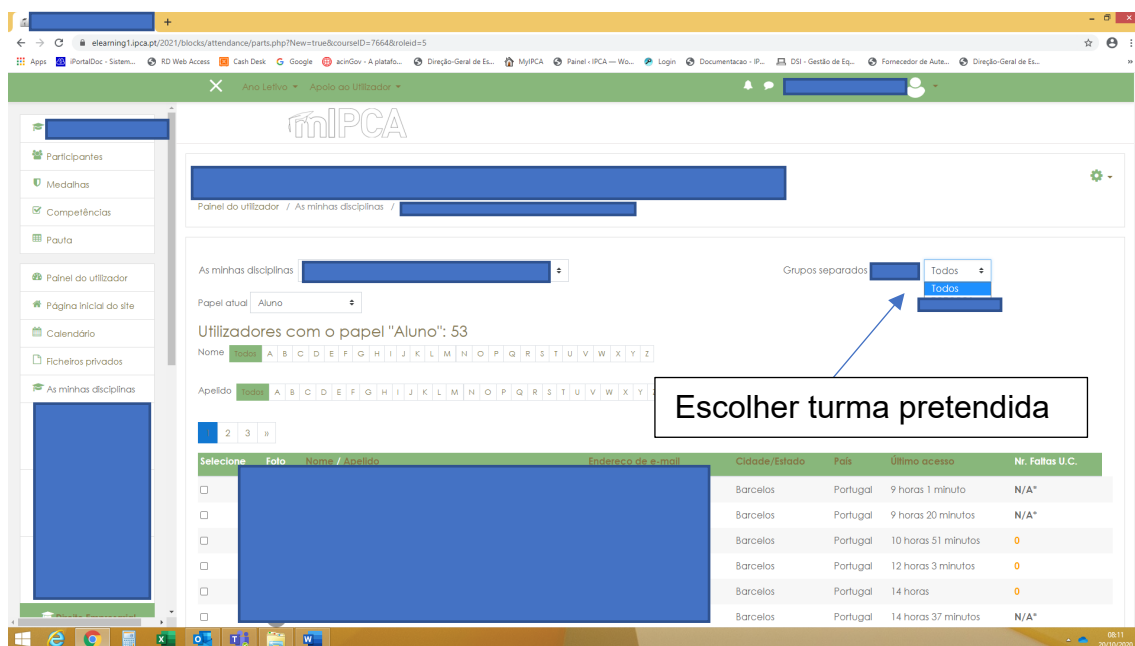 elearning1.ipca.pt/2021/blocks/attendance/parts.php?New=true&courseID=7664&roleid=5
Apps iPortalDoc - Sistem... RD Web Access Cash Desk Google acinGov - A platafo... Direção-Geral de Es... MyIPCA Painel ‹ IPCA — Wo... Login Documentacao - IP... DSI - Gestão de Eq... Fornecedor de Aute... Direção-Geral de Es... »
Ano Letivo Apoio ao Utilizador
mIPCA
Participantes
Medalhas
Competências
Pauta
Painel do utilizador
Página inicial do site
Calendário
Ficheiros privados
As minhas disciplinas
Painel do utilizador / As minhas disciplinas /
As minhas disciplinas
Grupos separados Todos
Todos
Papel atual Aluno
Utilizadores com o papel "Aluno": 53
Nome Todos A B C D E F G H I J K L M N O P Q R S T U V W X Y Z
Apelido Todos A B C D E F G H I J K L M N O P Q R S T U V W X Y Z
Escolher turma pretendida
1 2 3 »
Selecione Foto Nome / Apelido Endereço de e-mail Cidade/Estado País Último acesso Nr. Faltas U.C.
Barcelos Portugal 9 horas 1 minuto N/A*
Barcelos Portugal 9 horas 20 minutos N/A*
Barcelos Portugal 10 horas 51 minutos 0
Barcelos Portugal 12 horas 3 minutos 0
Barcelos Portugal 14 horas 0
Barcelos Portugal 14 horas 37 minutos N/A*
08:11
20/10/2020